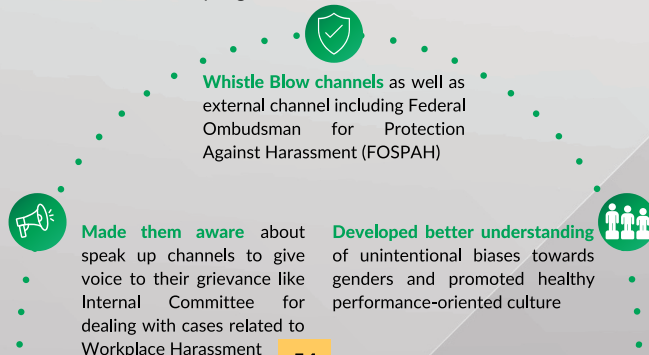 Whistle Blow channels as well as
external channel including Federal
Ombudsman for Protection
Against Harassment (FOSPAH)
Made them aware about
speak up channels to give
voice to their grievance like
Internal Committee for
dealing with cases related to
Workplace Harassment
Developed better understanding
of unintentional biases towards
genders and promoted healthy
performance-oriented culture